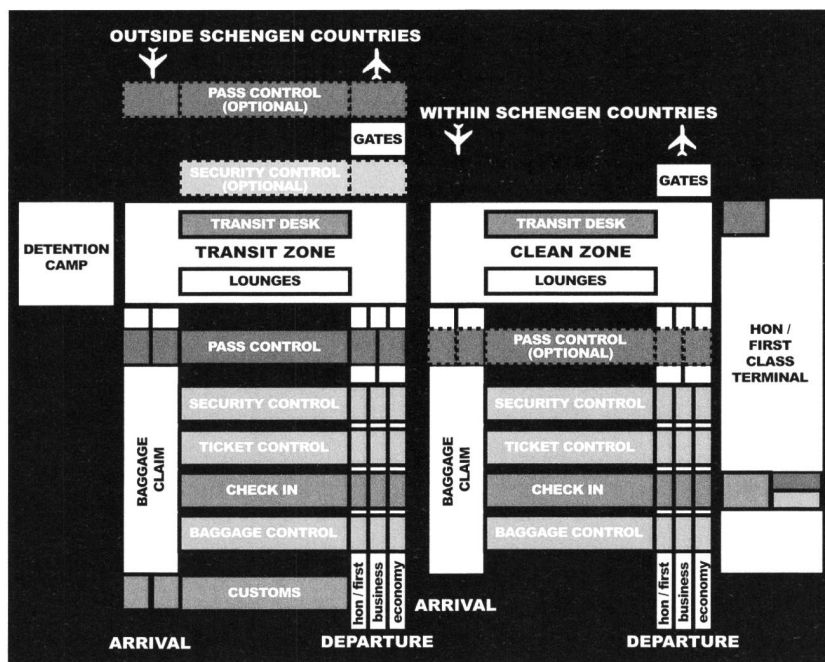 OUTSIDE SCHENGEN COUNTRIES
PASS CONTROL
(OPTIONAL)
GATES
SECURITY CONTROL
(OPTIONAL)
DETENTION
CAMP
TRANSIT DESK
TRANSIT ZONE
LOUNGES
PASS CONTROL
BAGGAGE
CLAIM
SECURITY CONTROL
TICKET CONTROL
CHECK IN
BAGGAGE CONTROL
CUSTOMS
hon / first
business
economy
ARRIVAL
DEPARTURE
WITHIN SCHENGEN COUNTRIES
GATES
TRANSIT DESK
CLEAN ZONE
LOUNGES
PASS CONTROL
(OPTIONAL)
BAGGAGE
CLAIM
SECURITY CONTROL
TICKET CONTROL
CHECK IN
BAGGAGE CONTROL
hon / first
business
economy
ARRIVAL
DEPARTURE
HON /
FIRST
CLASS
TERMINAL